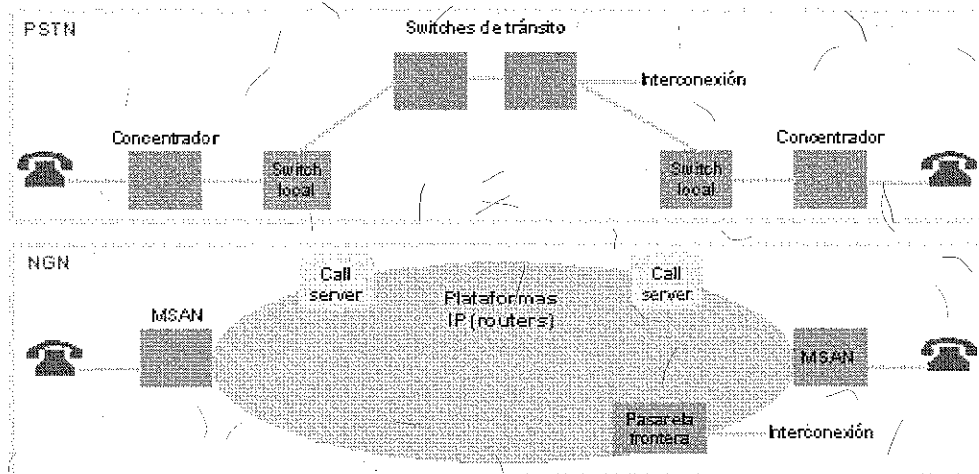 PSTN
Switches de tránsito
Interconexión
Concentrador
Concentrador
Switch
local
Switch
local
NGN
Call
server
Call
server
Plataformas
IP (routers)
MSAN
MSAN
Pasarela
frontera
Interconexión